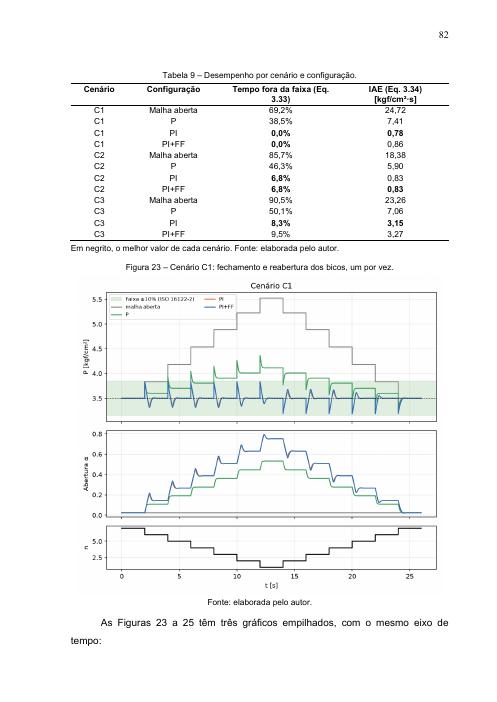 82
Tabela 9 – Desempenho por cenário e configuração.
Cenário Configuração Tempo fora da faixa (Eq. 3.33) IAE (Eq. 3.34) [kgf/cm²·s]
C1 Malha aberta 69,2% 24,72
C1 P 38,5% 7,41
C1 PI 0,0% 0,78
C1 PI+FF 0,0% 0,86
C2 Malha aberta 85,7% 18,38
C2 P 46,3% 5,90
C2 PI 6,8% 0,83
C2 PI+FF 6,8% 0,83
C3 Malha aberta 90,5% 23,26
C3 P 50,1% 7,06
C3 PI 8,3% 3,15
C3 PI+FF 9,5% 3,27
Em negrito, o melhor valor de cada cenário. Fonte: elaborada pelo autor.
Figura 23 – Cenário C1: fechamento e reabertura dos bicos, um por vez.
Cenário C1
faixa ±10% (ISO 16122-2)
malha aberta
P
PI
PI+FF
P [kgf/cm²]
5.5
5.0
4.5
4.0
3.5
Abertura α
0.8
0.6
0.4
0.2
0.0
n
5.0
2.5
0 5 10 15 20 25
t [s]
Fonte: elaborada pelo autor.
As Figuras 23 a 25 têm três gráficos empilhados, com o mesmo eixo de
tempo: